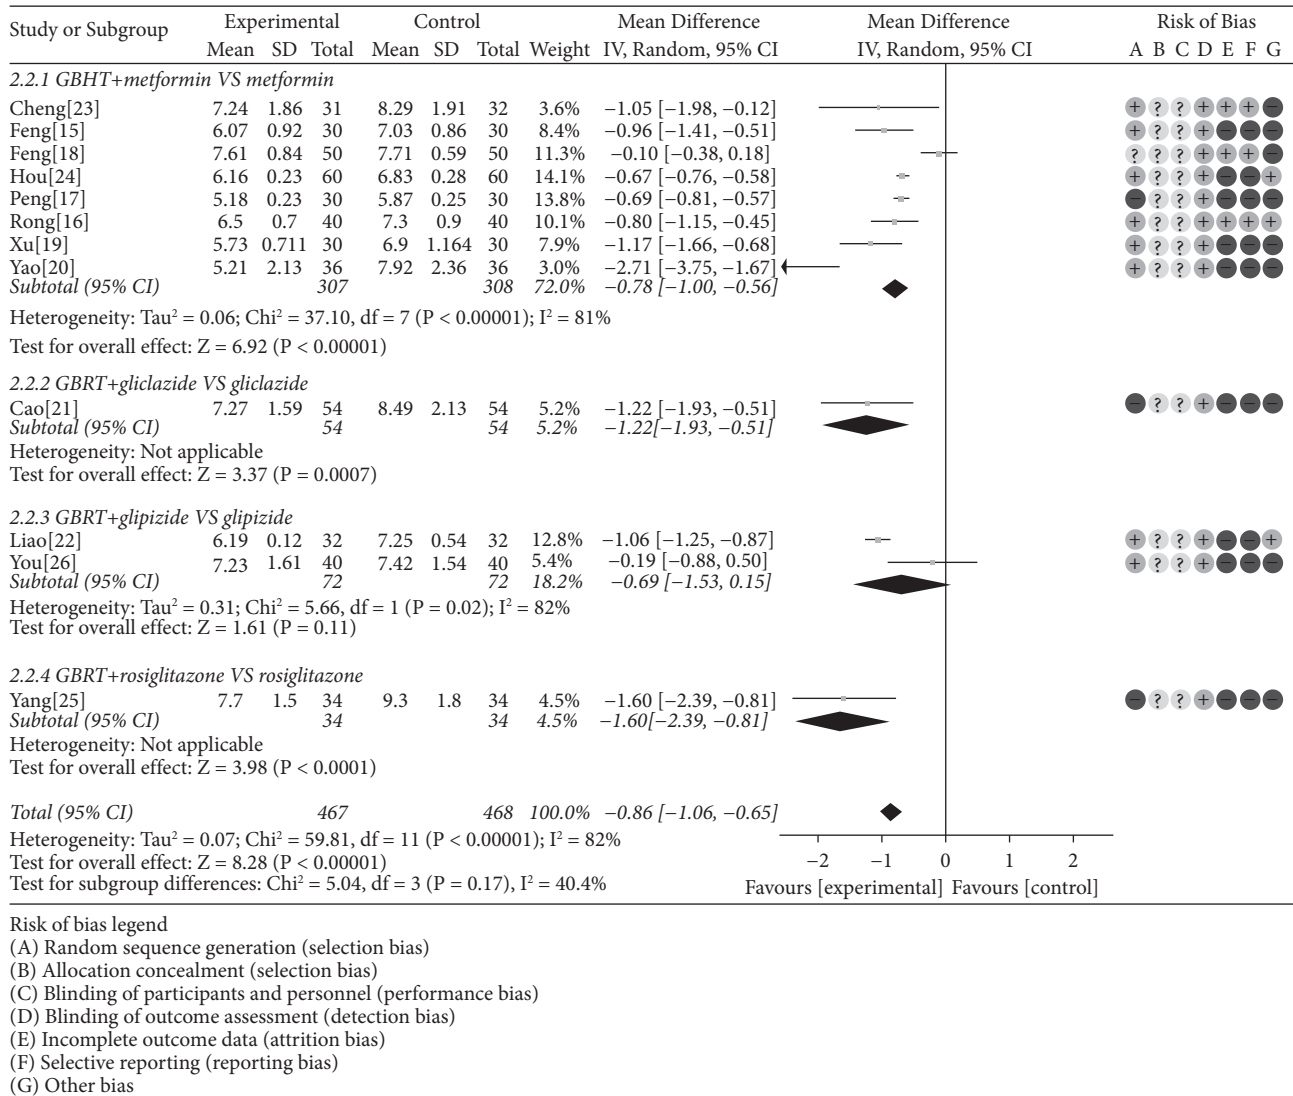 Study or Subgroup Experimental Control Mean Difference Mean Difference Risk of Bias
Mean SD Total Mean SD Total Weight IV, Random, 95% CI IV, Random, 95% CI A B C D E F G
2.2.1 GBHT+metformin VS metformin
Cheng[23] 7.24 1.86 31 8.29 1.91 32 3.6% −1.05 [−1.98, −0.12] + ? ? + + + −
Feng[15] 6.07 0.92 30 7.03 0.86 30 8.4% −0.96 [−1.41, −0.51] + ? ? + − − −
Feng[18] 7.61 0.84 50 7.71 0.59 50 11.3% −0.10 [−0.38, 0.18] ? ? ? + + + −
Hou[24] 6.16 0.23 60 6.83 0.28 60 14.1% −0.67 [−0.76, −0.58] + ? ? + − − +
Peng[17] 5.18 0.23 30 5.87 0.25 30 13.8% −0.69 [−0.81, −0.57] − ? ? + − − −
Rong[16] 6.5 0.7 40 7.3 0.9 40 10.1% −0.80 [−1.15, −0.45] + ? ? + + + +
Xu[19] 5.73 0.711 30 6.9 1.164 30 7.9% −1.17 [−1.66, −0.68] + ? ? + − − −
Yao[20] 5.21 2.13 36 7.92 2.36 36 3.0% −2.71 [−3.75, −1.67] + ? ? + − − −
Subtotal (95% CI) 307 308 72.0% −0.78 [−1.00, −0.56]
Heterogeneity: Tau² = 0.06; Chi² = 37.10, df = 7 (P < 0.00001); I² = 81%
Test for overall effect: Z = 6.92 (P < 0.00001)
2.2.2 GBRT+gliclazide VS gliclazide
Cao[21] 7.27 1.59 54 8.49 2.13 54 5.2% −1.22 [−1.93, −0.51] − ? ? + − − −
Subtotal (95% CI) 54 54 5.2% −1.22[−1.93, −0.51]
Heterogeneity: Not applicable
Test for overall effect: Z = 3.37 (P = 0.0007)
2.2.3 GBRT+glipizide VS glipizide
Liao[22] 6.19 0.12 32 7.25 0.54 32 12.8% −1.06 [−1.25, −0.87] + ? ? + − − +
You[26] 7.23 1.61 40 7.42 1.54 40 5.4% −0.19 [−0.88, 0.50] + ? ? + − − −
Subtotal (95% CI) 72 72 18.2% −0.69 [−1.53, 0.15]
Heterogeneity: Tau² = 0.31; Chi² = 5.66, df = 1 (P = 0.02); I² = 82%
Test for overall effect: Z = 1.61 (P = 0.11)
2.2.4 GBRT+rosiglitazone VS rosiglitazone
Yang[25] 7.7 1.5 34 9.3 1.8 34 4.5% −1.60 [−2.39, −0.81] − ? ? + − − −
Subtotal (95% CI) 34 34 4.5% −1.60[−2.39, −0.81]
Heterogeneity: Not applicable
Test for overall effect: Z = 3.98 (P < 0.0001)
Total (95% CI) 467 468 100.0% −0.86 [−1.06, −0.65]
Heterogeneity: Tau² = 0.07; Chi² = 59.81, df = 11 (P < 0.00001); I² = 82%
Test for overall effect: Z = 8.28 (P < 0.00001)
Test for subgroup differences: Chi² = 5.04, df = 3 (P = 0.17), I² = 40.4%
−2 −1 0 1 2
Favours [experimental] Favours [control]
Risk of bias legend
(A) Random sequence generation (selection bias)
(B) Allocation concealment (selection bias)
(C) Blinding of participants and personnel (performance bias)
(D) Blinding of outcome assessment (detection bias)
(E) Incomplete outcome data (attrition bias)
(F) Selective reporting (reporting bias)
(G) Other bias